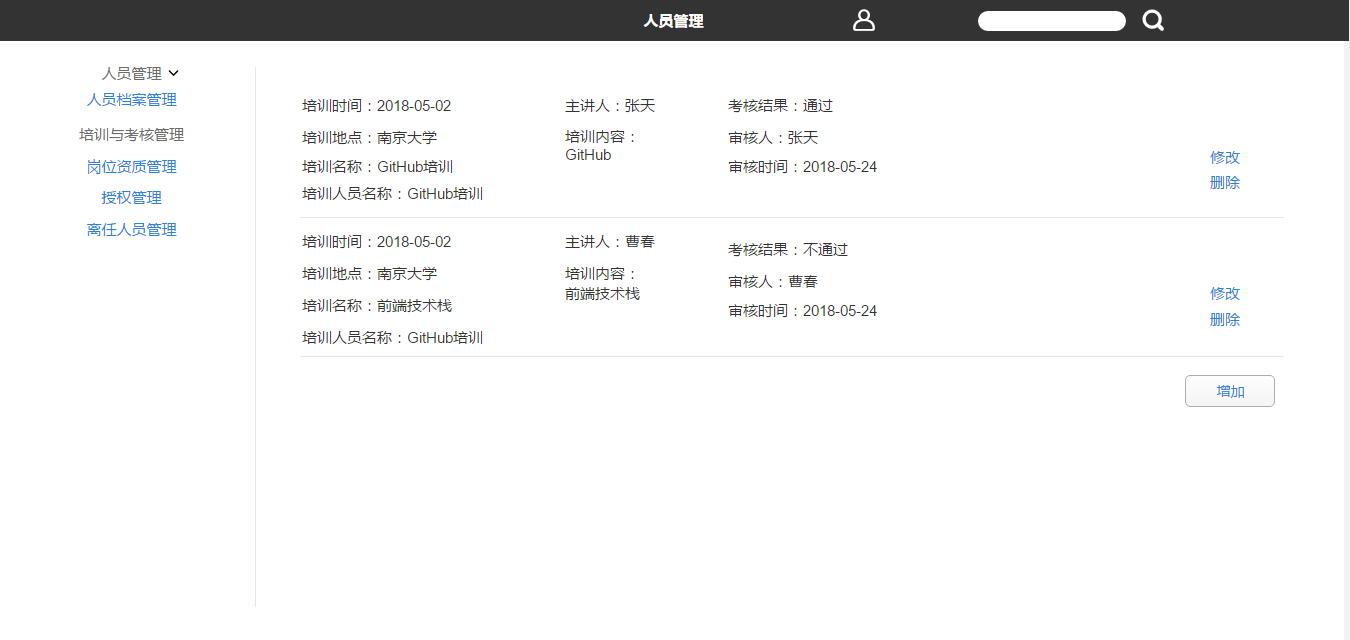 人员管理
人员管理
人员档案管理
培训与考核管理
岗位资质管理
授权管理
离任人员管理
培训时间：2018-05-02
主讲人：张天
考核结果：通过
培训地点：南京大学
培训内容：
GitHub
审核人：张天
培训名称：GitHub培训
审核时间：2018-05-24
培训人员名称：GitHub培训
修改
删除
培训时间：2018-05-02
主讲人：曹春
考核结果：不通过
培训地点：南京大学
培训内容：
前端技术栈
审核人：曹春
培训名称：前端技术栈
审核时间：2018-05-24
培训人员名称：GitHub培训
修改
删除
增加